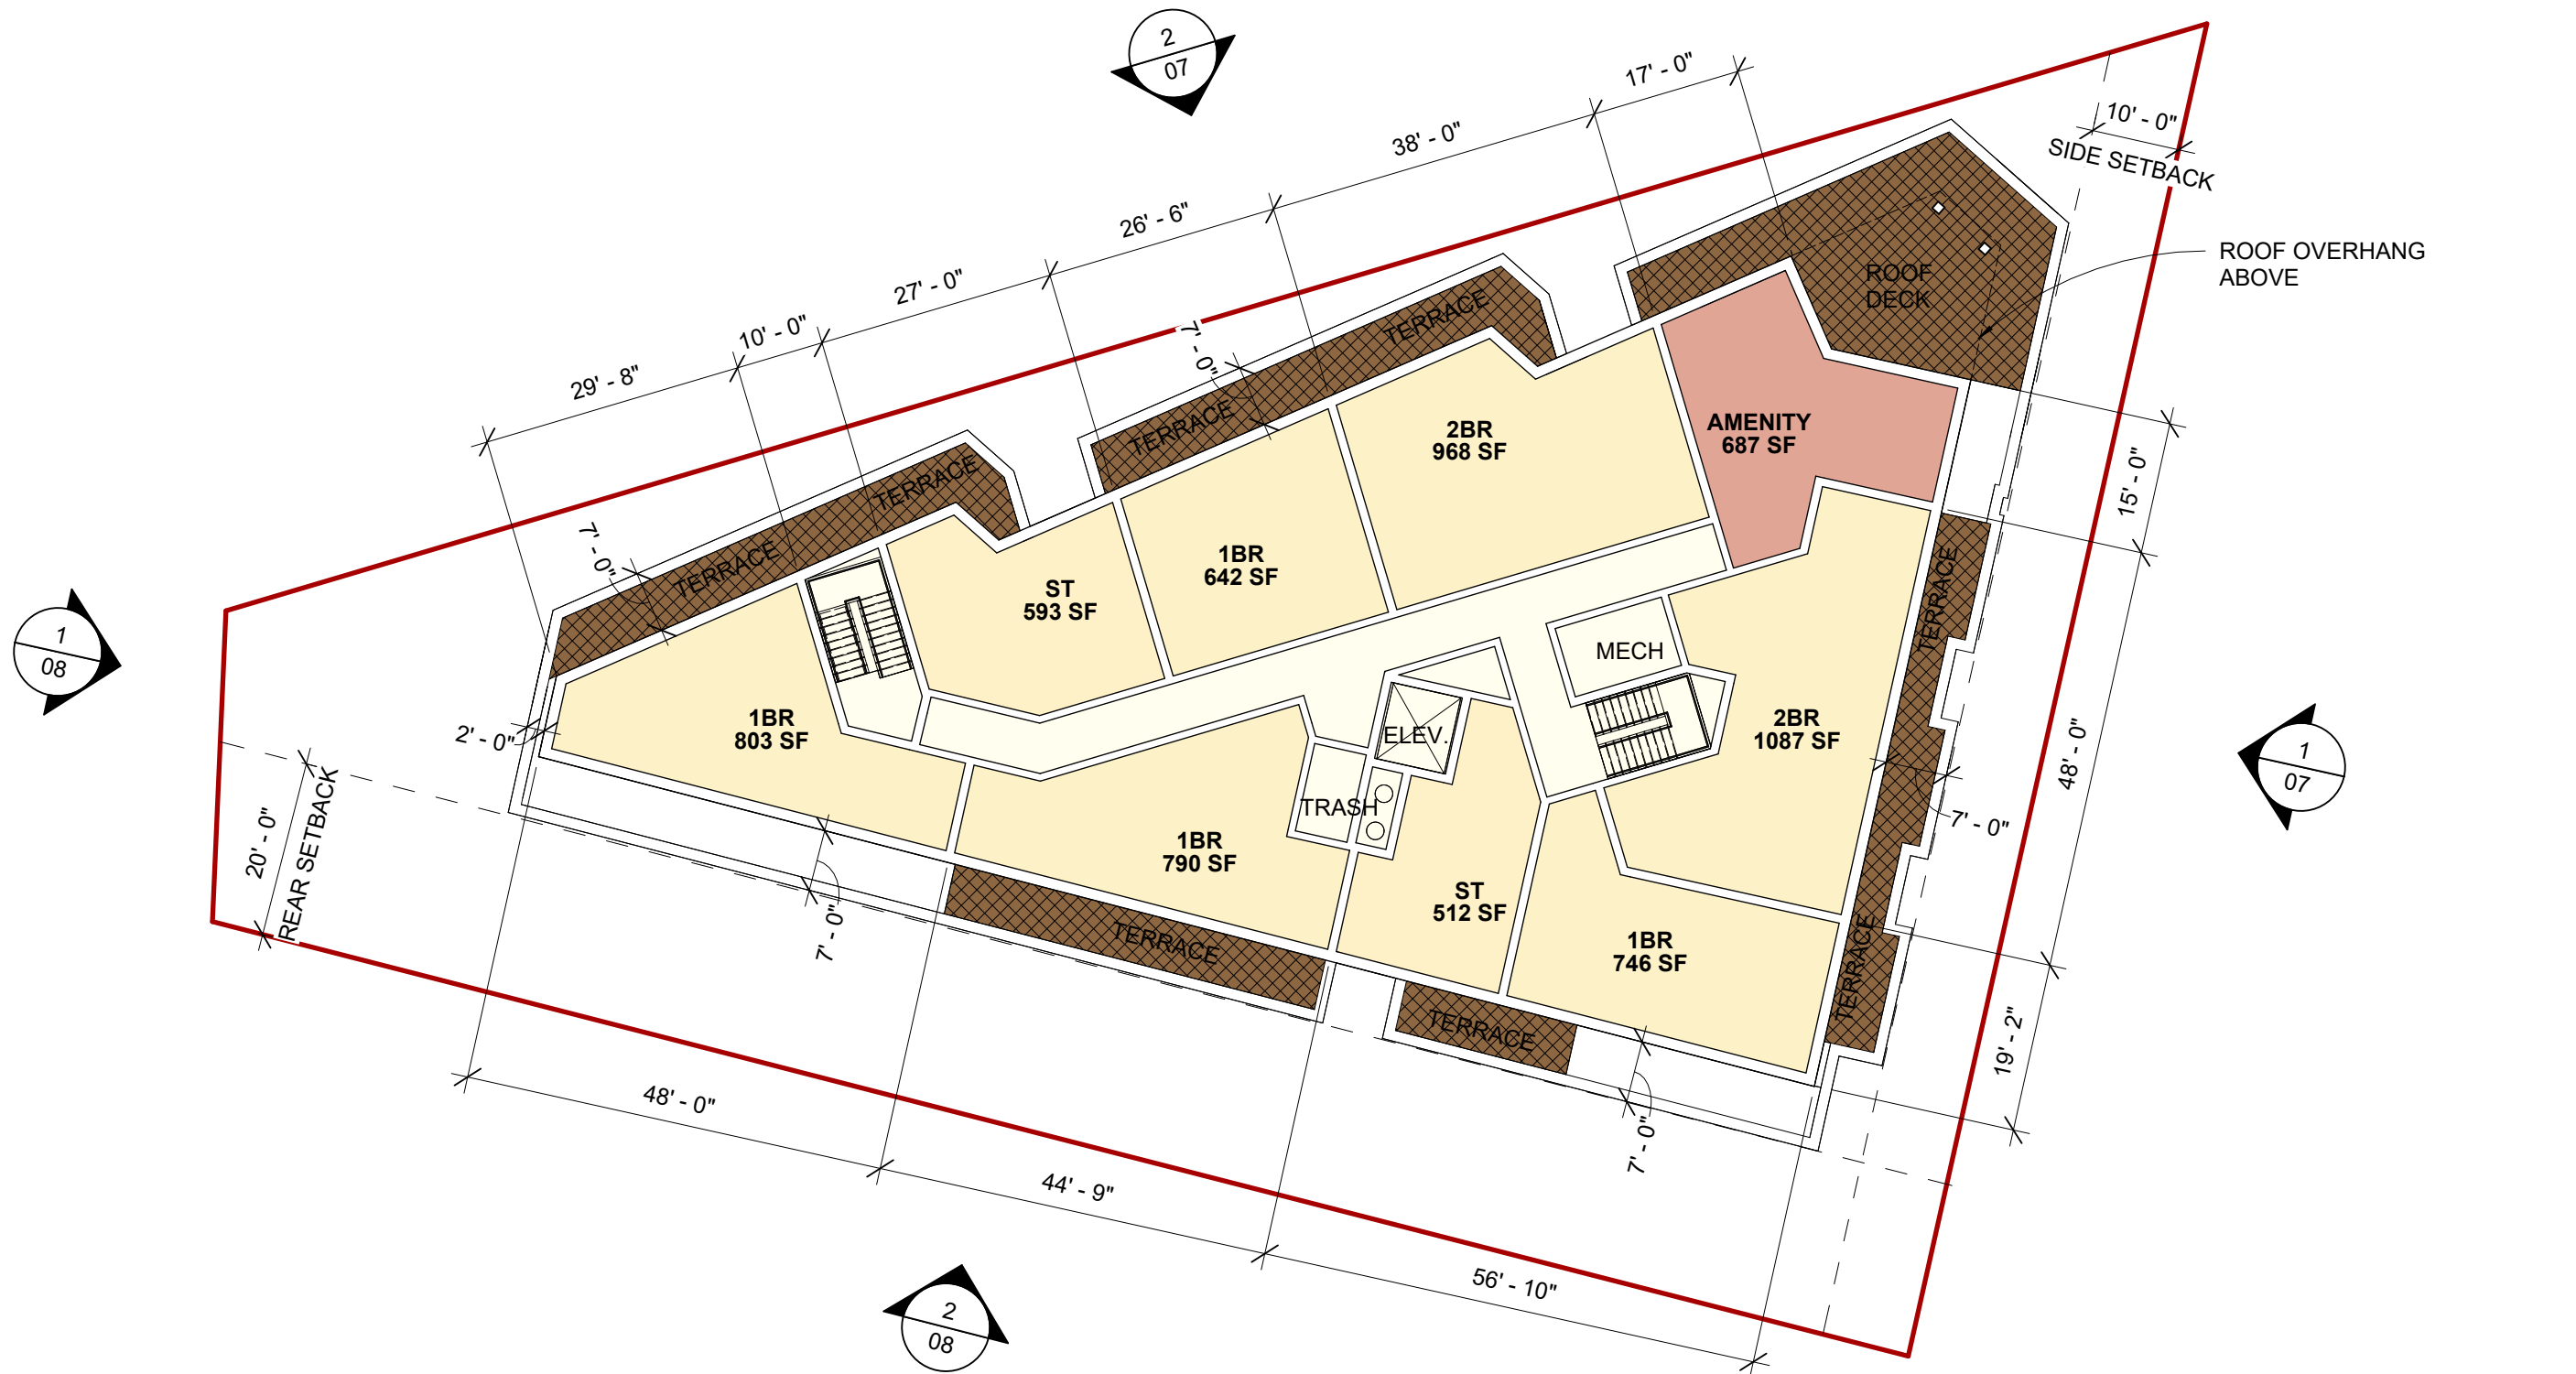 2
07
17' - 0"
38' - 0"
10' - 0"
SIDE SETBACK
26' - 6"
ROOF OVERHANG
ABOVE
ROOF
DECK
27' - 0"
10' - 0"
29' - 8"
7' - 0"
TERRACE
TERRACE
TERRACE
TERRACE
7' - 0"
2BR
968 SF
AMENITY
687 SF
15' - 0"
1BR
642 SF
ST
593 SF
TERRACE
1
08
MECH
1BR
803 SF
2' - 0"
ELEV.
2BR
1087 SF
48' - 0"
1
07
TRASH
7' - 0"
20' - 0"
REAR SETBACK
1BR
790 SF
ST
512 SF
7' - 0"
TERRACE
1BR
746 SF
TERRACE
TERRACE
19' - 2"
7' - 0"
48' - 0"
44' - 9"
56' - 10"
2
08